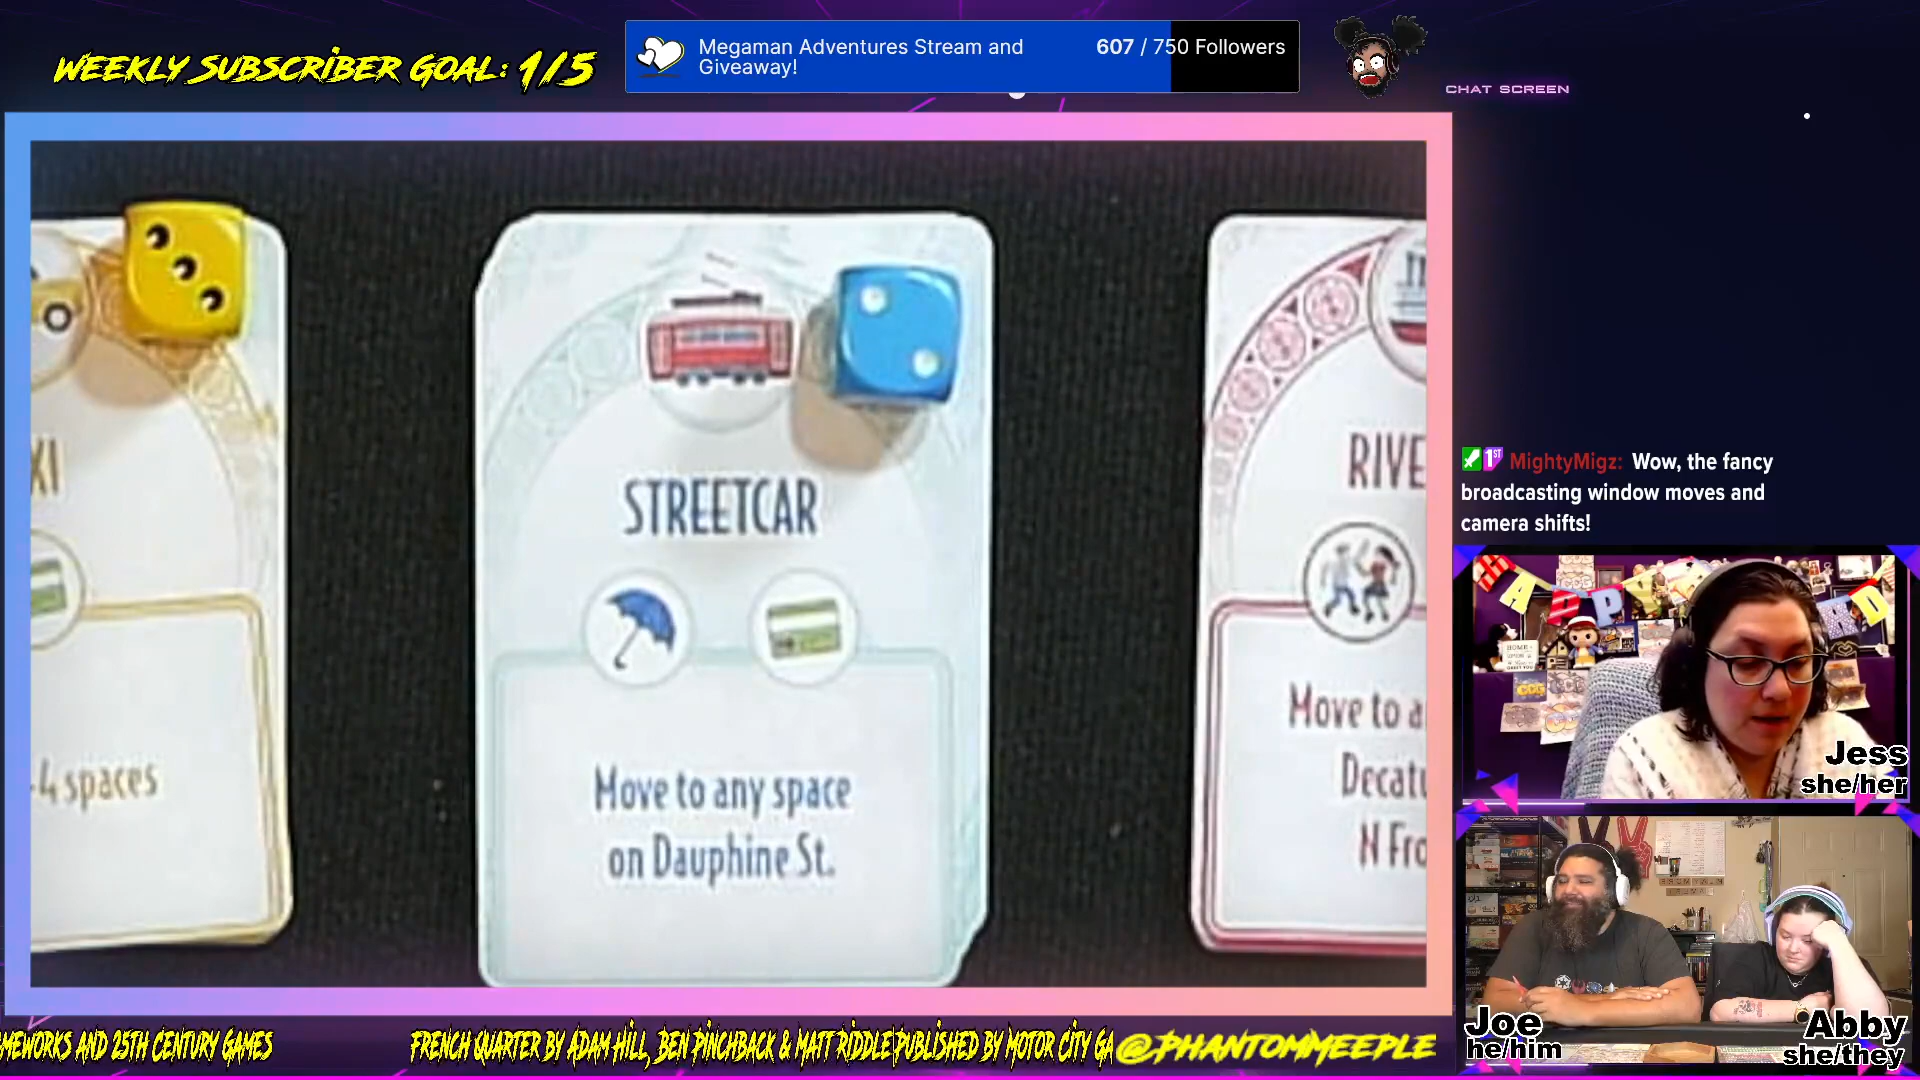 WEEKLY SUBSCRIBER GOAL: 1/5
Megaman Adventures Stream and
Giveaway!
607 / 750 Followers
CHAT SCREEN
XI
-4 spaces
STREETCAR
Move to any space
on Dauphine St.
RIVE
Move to a
Decatu
N Fro
MightyMigz: Wow, the fancy
broadcasting window moves and
camera shifts!
Jess
she/her
Joe
he/him
Abby
she/they
MEWORKS AND 25TH CENTURY GAMES
FRENCH QUARTER BY ADAM HILL, BEN PINCHBACK & MATT RIDDLE PUBLISHED BY MOTOR CITY GA
@PHANTOMMEEPLE